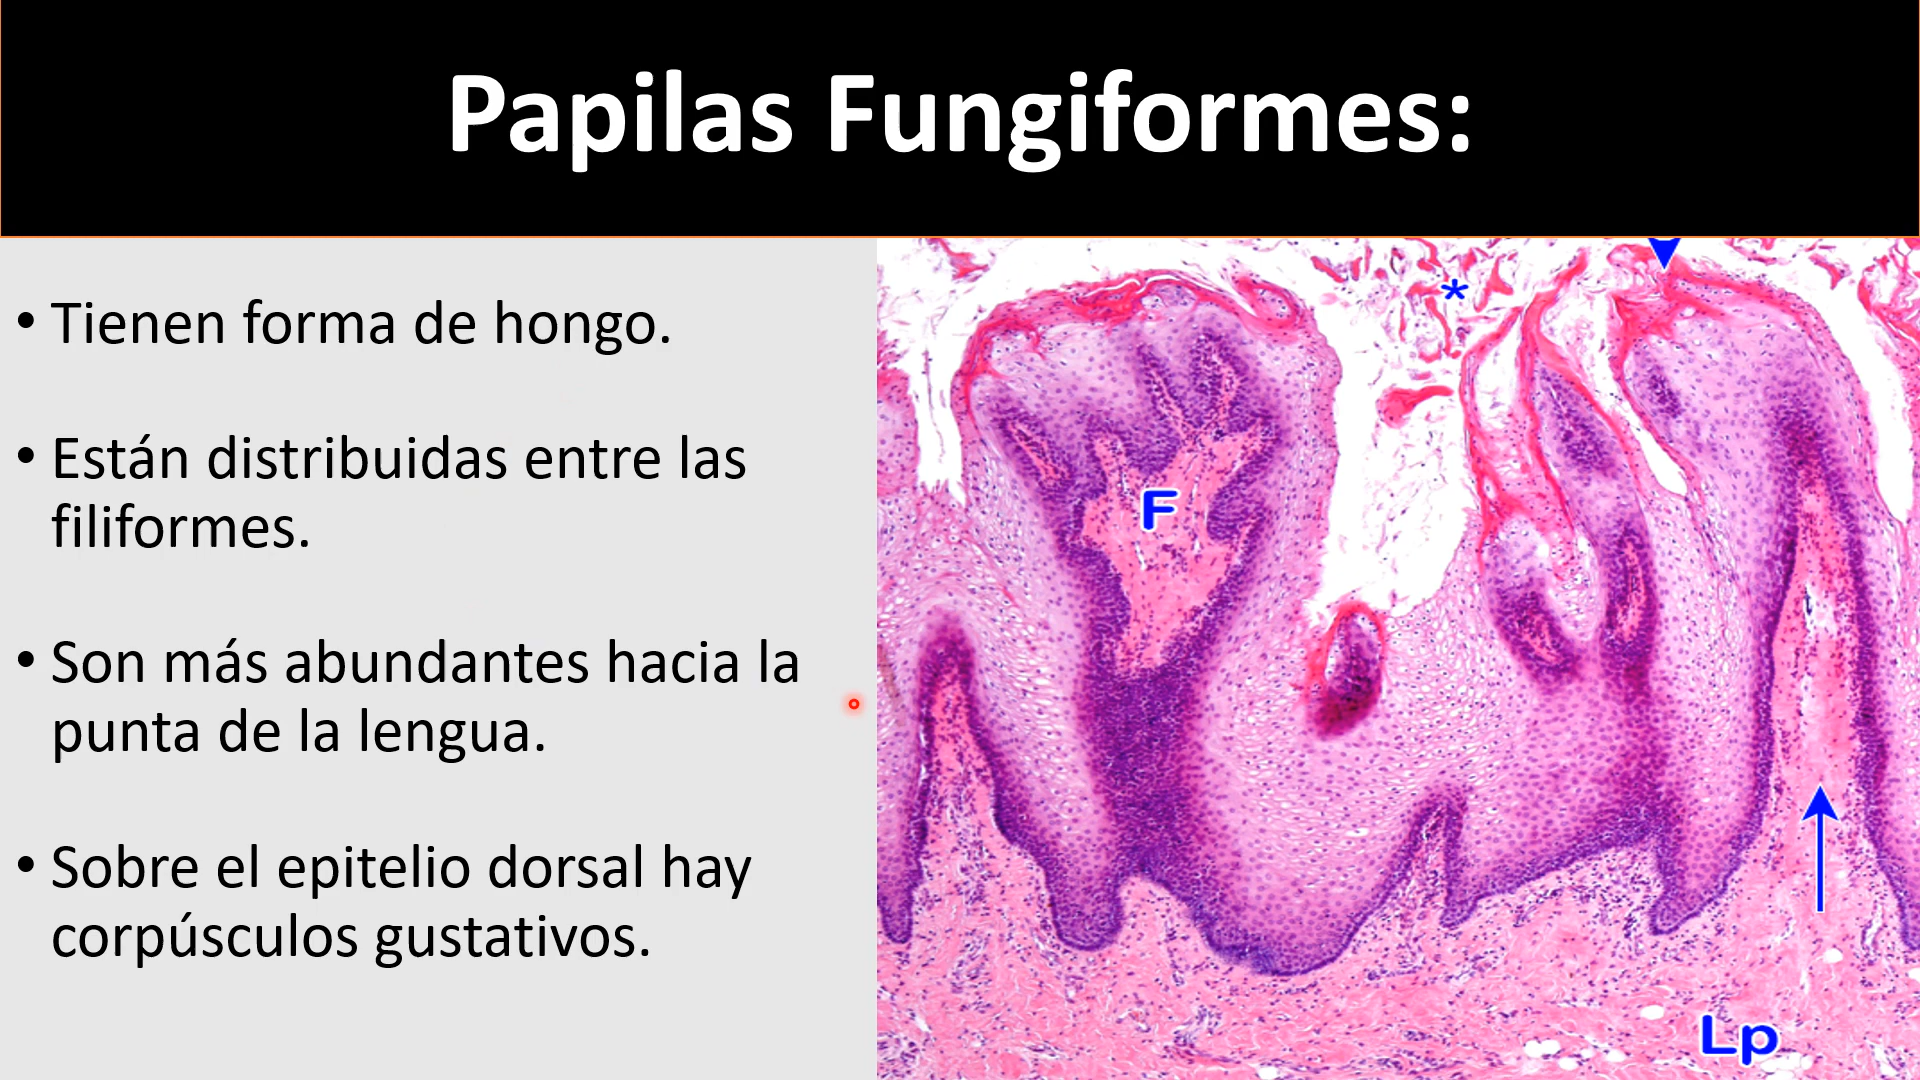 Papilas Fungiformes:
• Tienen forma de hongo.
• Están distribuidas entre las
filiformes.
• Son más abundantes hacia la
punta de la lengua.
• Sobre el epitelio dorsal hay
corpúsculos gustativos.
*
F
Lp